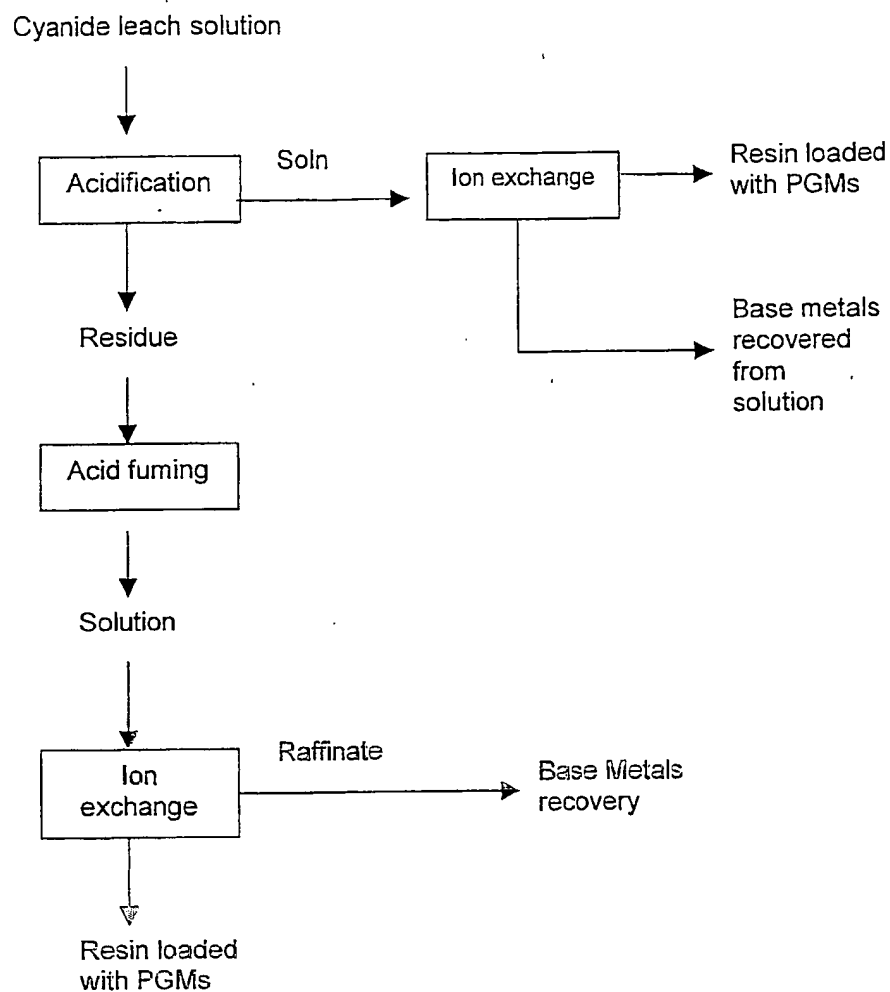 Cyanide leach solution
Acidification
Soln
Ion exchange
Resin loaded
with PGMs
Residue
Base metals
recovered
from
solution
Acid fuming
Solution
Ion
exchange
Raffinate
Base Metals
recovery
Resin loaded
with PGMs